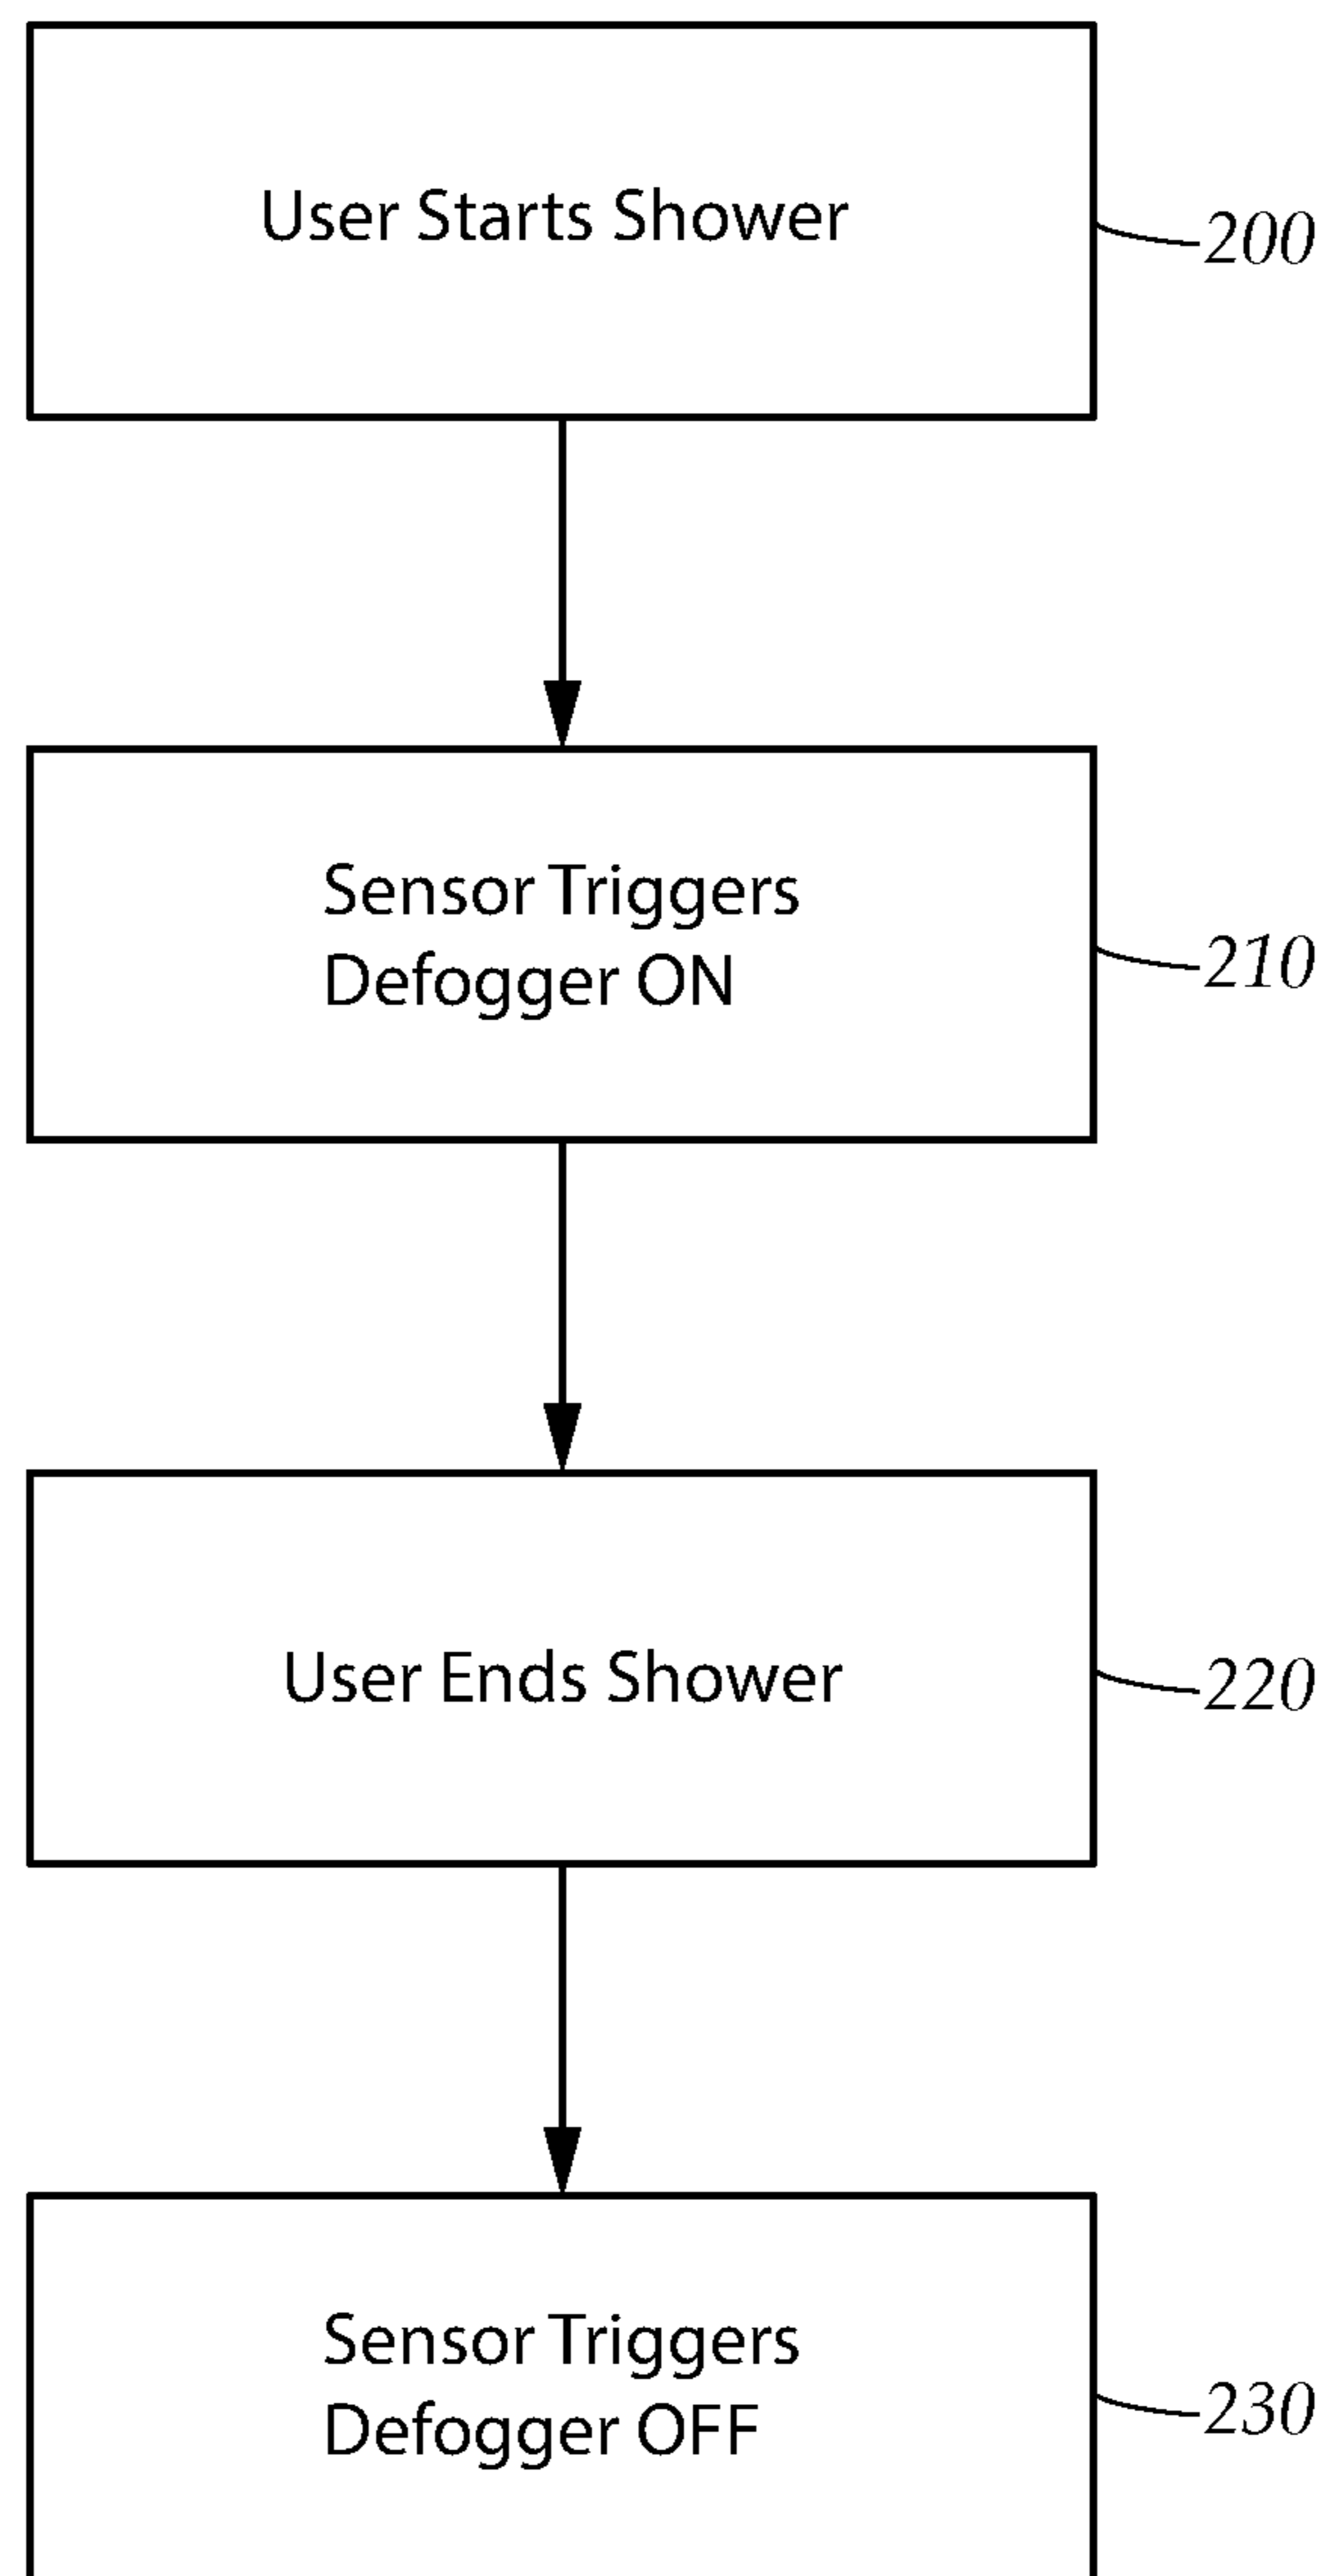 User Starts Shower
200
Sensor Triggers
Defogger ON
210
User Ends Shower
220
Sensor Triggers
Defogger OFF
230